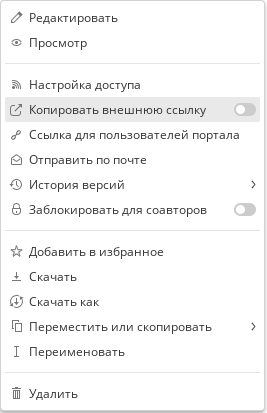 Редактировать
Просмотр
Настройка доступа
Копировать внешнюю ссылку
Ссылка для пользователей портала
Отправить по почте
История версий
Заблокировать для соавторов
Добавить в избранное
Скачать
Скачать как
Переместить или скопировать
Переименовать
Удалить